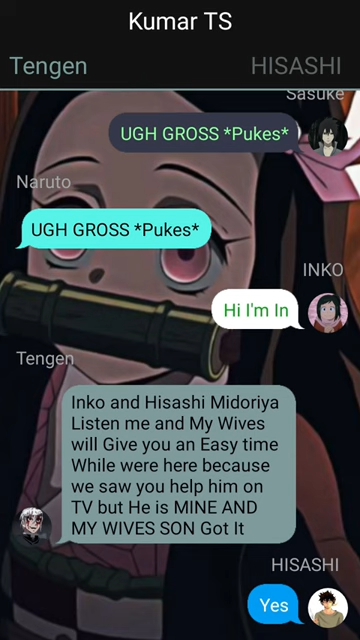 Kumar TS
Tengen
HISASHI
Sasuke
UGH GROSS *Pukes*
Naruto
UGH GROSS *Pukes*
INKO
Hi I'm In
Tengen
Inko and Hisashi Midoriya
Listen me and My Wives
will Give you an Easy time
While were here because
we saw you help him on
TV but He is MINE AND
MY WIVES SON Got It
HISASHI
Yes